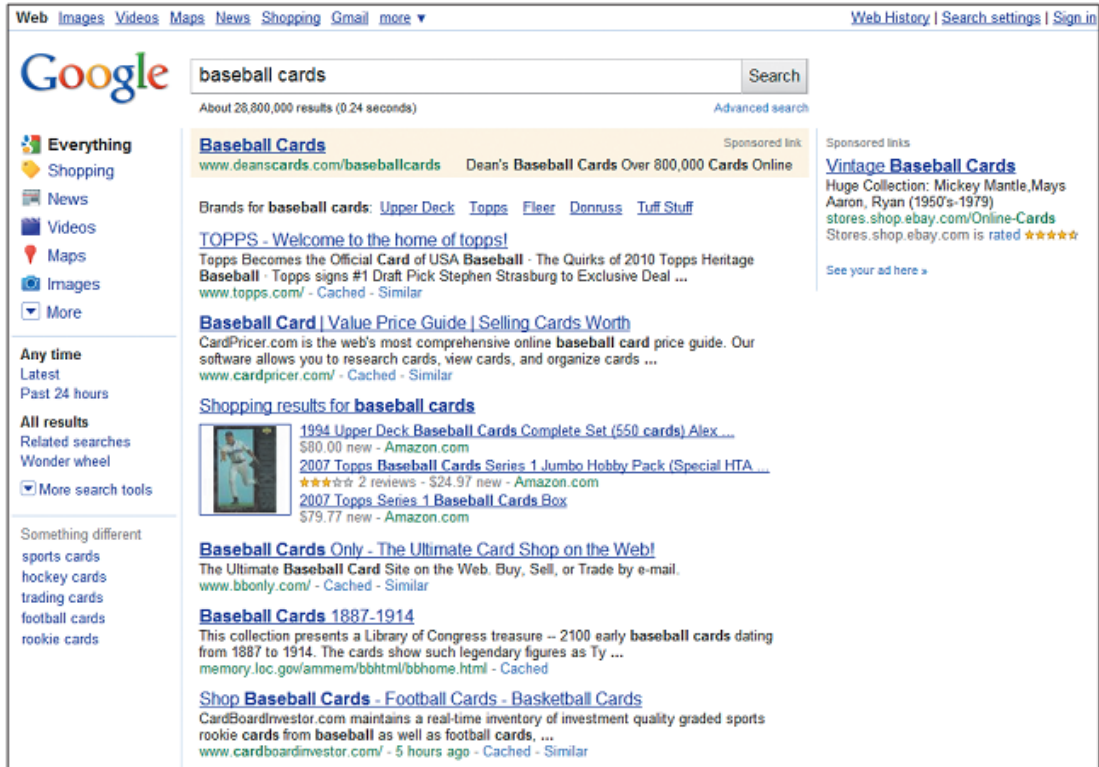 Web Images Videos Maps News Shopping Gmail more ▼
Web History | Search settings | Sign in
Google
baseball cards
Search
About 28,800,000 results (0.24 seconds)
Advanced search
Everything
Shopping
News
Videos
Maps
Images
More
Any time
Latest
Past 24 hours
All results
Related searches
Wonder wheel
More search tools
Something different
sports cards
hockey cards
trading cards
football cards
rookie cards
Baseball Cards
Sponsored link
www.deanscards.com/baseballcards Dean's Baseball Cards Over 800,000 Cards Online
Brands for baseball cards: Upper Deck Topps Fleer Donruss Tuff Stuff
TOPPS - Welcome to the home of topps!
Topps Becomes the Official Card of USA Baseball · The Quirks of 2010 Topps Heritage
Baseball · Topps signs #1 Draft Pick Stephen Strasburg to Exclusive Deal ...
www.topps.com/ - Cached - Similar
Baseball Card | Value Price Guide | Selling Cards Worth
CardPricer.com is the web's most comprehensive online baseball card price guide. Our
software allows you to research cards, view cards, and organize cards ...
www.cardpricer.com/ - Cached - Similar
Shopping results for baseball cards
1994 Upper Deck Baseball Cards Complete Set (550 cards) Alex ...
$80.00 new - Amazon.com
2007 Topps Baseball Cards Series 1 Jumbo Hobby Pack (Special HTA ...
2 reviews - $24.97 new - Amazon.com
2007 Topps Series 1 Baseball Cards Box
$79.77 new - Amazon.com
Baseball Cards Only - The Ultimate Card Shop on the Web!
The Ultimate Baseball Card Site on the Web. Buy, Sell, or Trade by e-mail.
www.bbonly.com/ - Cached - Similar
Baseball Cards 1887-1914
This collection presents a Library of Congress treasure -- 2100 early baseball cards dating
from 1887 to 1914. The cards show such legendary figures as Ty ...
memory.loc.gov/ammem/bbhtml/bbhome.html - Cached
Shop Baseball Cards - Football Cards - Basketball Cards
CardBoardInvestor.com maintains a real-time inventory of investment quality graded sports
rookie cards from baseball as well as football cards, ...
www.cardboardinvestor.com/ - 5 hours ago - Cached - Similar
Sponsored links
Vintage Baseball Cards
Huge Collection: Mickey Mantle,Mays
Aaron, Ryan (1950's-1979)
stores.shop.ebay.com/Online-Cards
Stores.shop.ebay.com is rated
See your ad here »